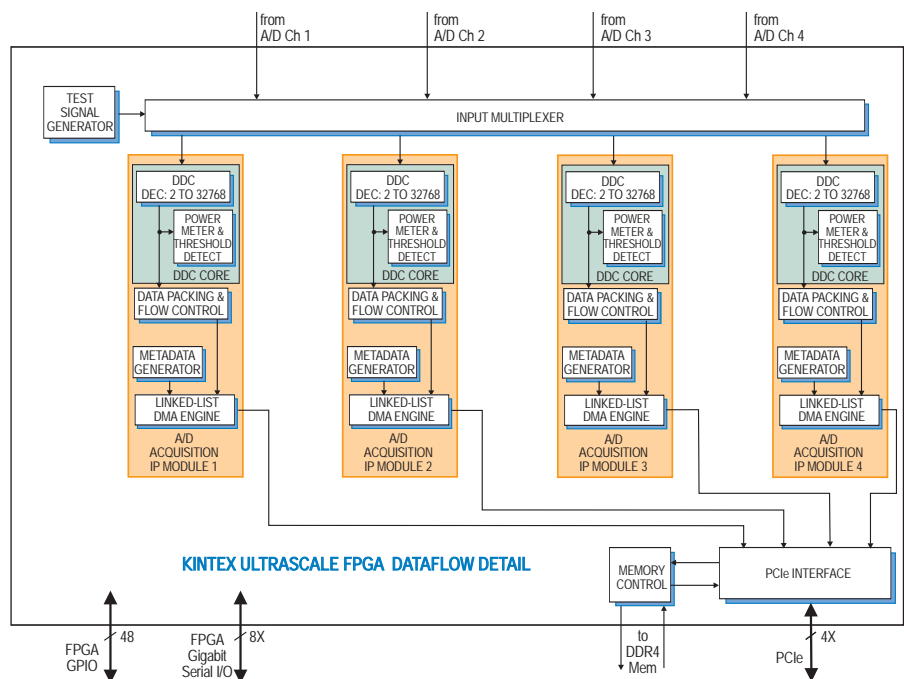 from
A/D Ch 1
from
A/D Ch 2
from
A/D Ch 3
from
A/D Ch 4
TEST
SIGNAL
GENERATOR
INPUT MULTIPLEXER
DDC
DEC: 2 TO 32768
POWER
METER &
THRESHOLD
DETECT
DDC CORE
DATA PACKING &
FLOW CONTROL
METADATA
GENERATOR
LINKED-LIST
DMA ENGINE
A/D
ACQUISITION
IP MODULE 1
DDC
DEC: 2 TO 32768
POWER
METER &
THRESHOLD
DETECT
DDC CORE
DATA PACKING &
FLOW CONTROL
METADATA
GENERATOR
LINKED-LIST
DMA ENGINE
A/D
ACQUISITION
IP MODULE 2
DDC
DEC: 2 TO 32768
POWER
METER &
THRESHOLD
DETECT
DDC CORE
DATA PACKING &
FLOW CONTROL
METADATA
GENERATOR
LINKED-LIST
DMA ENGINE
A/D
ACQUISITION
IP MODULE 3
DDC
DEC: 2 TO 32768
POWER
METER &
THRESHOLD
DETECT
DDC CORE
DATA PACKING &
FLOW CONTROL
METADATA
GENERATOR
LINKED-LIST
DMA ENGINE
A/D
ACQUISITION
IP MODULE 4
KINTEX ULTRASCALE FPGA DATAFLOW DETAIL
MEMORY
CONTROL
PCIe INTERFACE
48
FPGA
GPIO
8X
FPGA
Gigabit
Serial I/O
to
DDR4
Mem
4X
PCIe